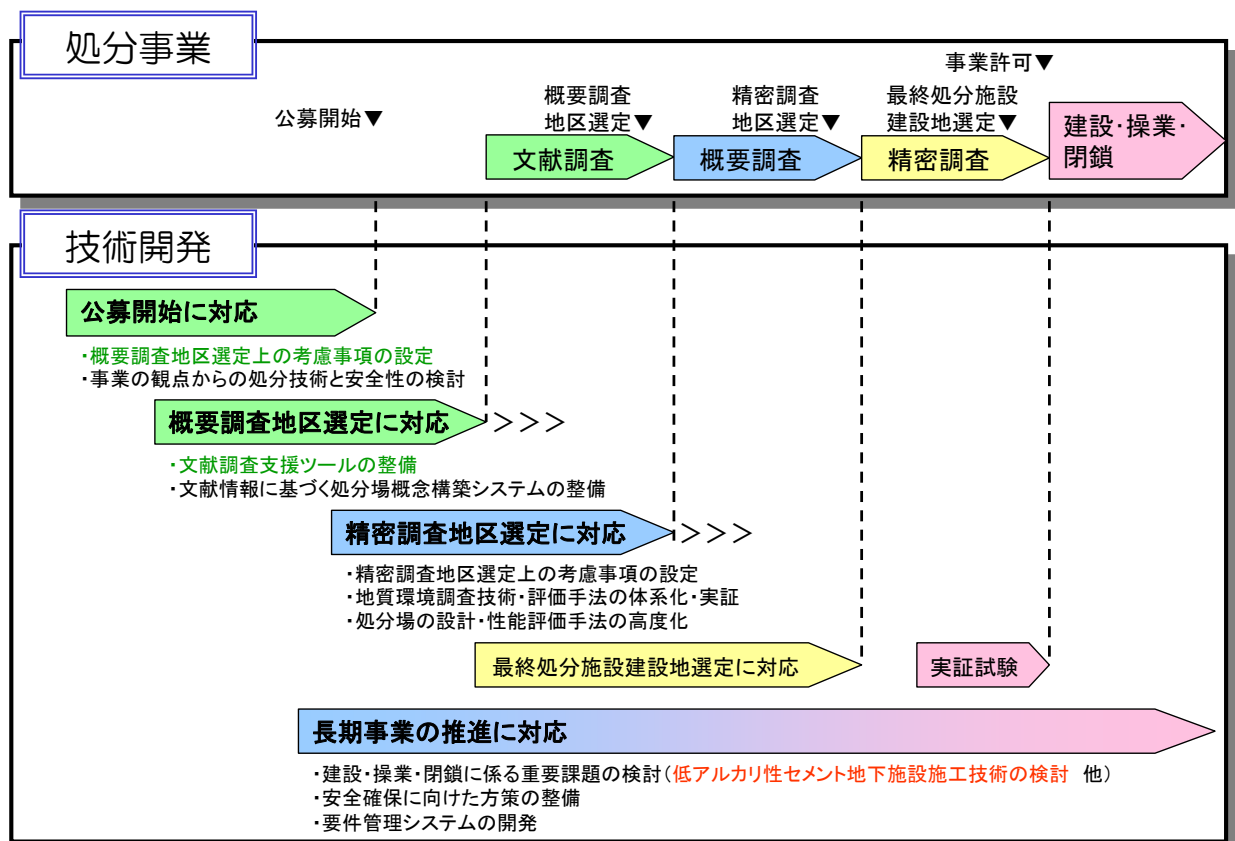 処分事業
事業許可▼
公募開始▼
概要調査
地区選定▼
精密調査
地区選定▼
最終処分施設
建設地選定▼
文献調査
概要調査
精密調査
建設・操業・
閉鎖
技術開発
公募開始に対応
・概要調査地区選定上の考慮事項の設定
・事業の観点からの処分技術と安全性の検討
概要調査地区選定に対応
>>>
・文献調査支援ツールの整備
・文献情報に基づく処分場概念構築システムの整備
精密調査地区選定に対応
>>>
・精密調査地区選定上の考慮事項の設定
・地質環境調査技術・評価手法の体系化・実証
・処分場の設計・性能評価手法の高度化
最終処分施設建設地選定に対応
実証試験
長期事業の推進に対応
・建設・操業・閉鎖に係る重要課題の検討(低アルカリ性セメント地下施設施工技術の検討 他)
・安全確保に向けた方策の整備
・要件管理システムの開発